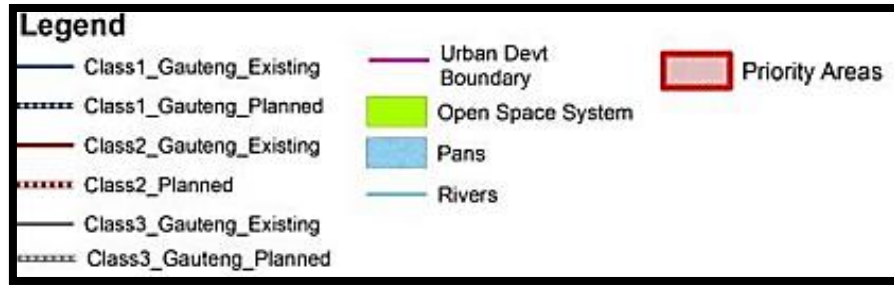 Legend
Class1_Gauteng_Existing
Class1_Gauteng_Planned
Class2_Gauteng_Existing
Class2_Planned
Class3_Gauteng_Existing
Class3_Gauteng_Planned
Urban Devt
Boundary
Open Space System
Pans
Rivers
Priority Areas